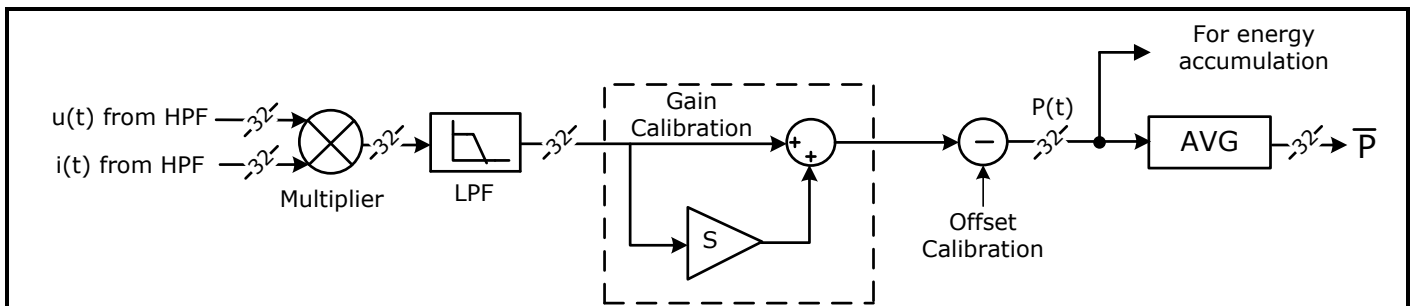 For energy
accumulation
u(t) from HPF
32
i(t) from HPF
32
Multiplier
32
LPF
32
Gain
Calibration
+
+
S
−
Offset
Calibration
P(t)
32
AVG
32
P̅